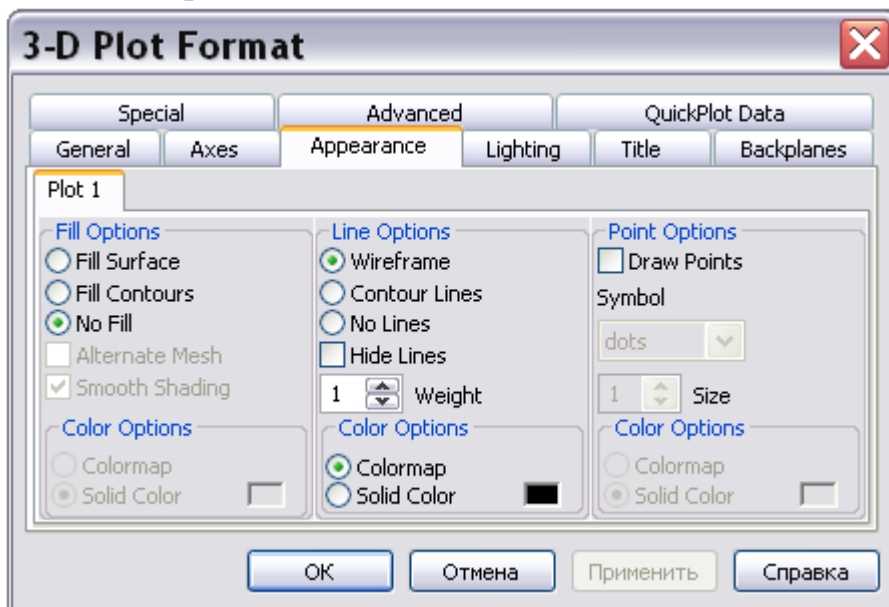 3-D Plot Format
Special Advanced QuickPlot Data
General Axes Appearance Lighting Title Backplanes
Plot 1
Fill Options
Fill Surface
Fill Contours
No Fill
Alternate Mesh
Smooth Shading
Color Options
Colormap
Solid Color
Line Options
Wireframe
Contour Lines
No Lines
Hide Lines
1 Weight
Color Options
Colormap
Solid Color
Point Options
Draw Points
Symbol
dots
1 Size
Color Options
Colormap
Solid Color
ОК Отмена Применить Справка